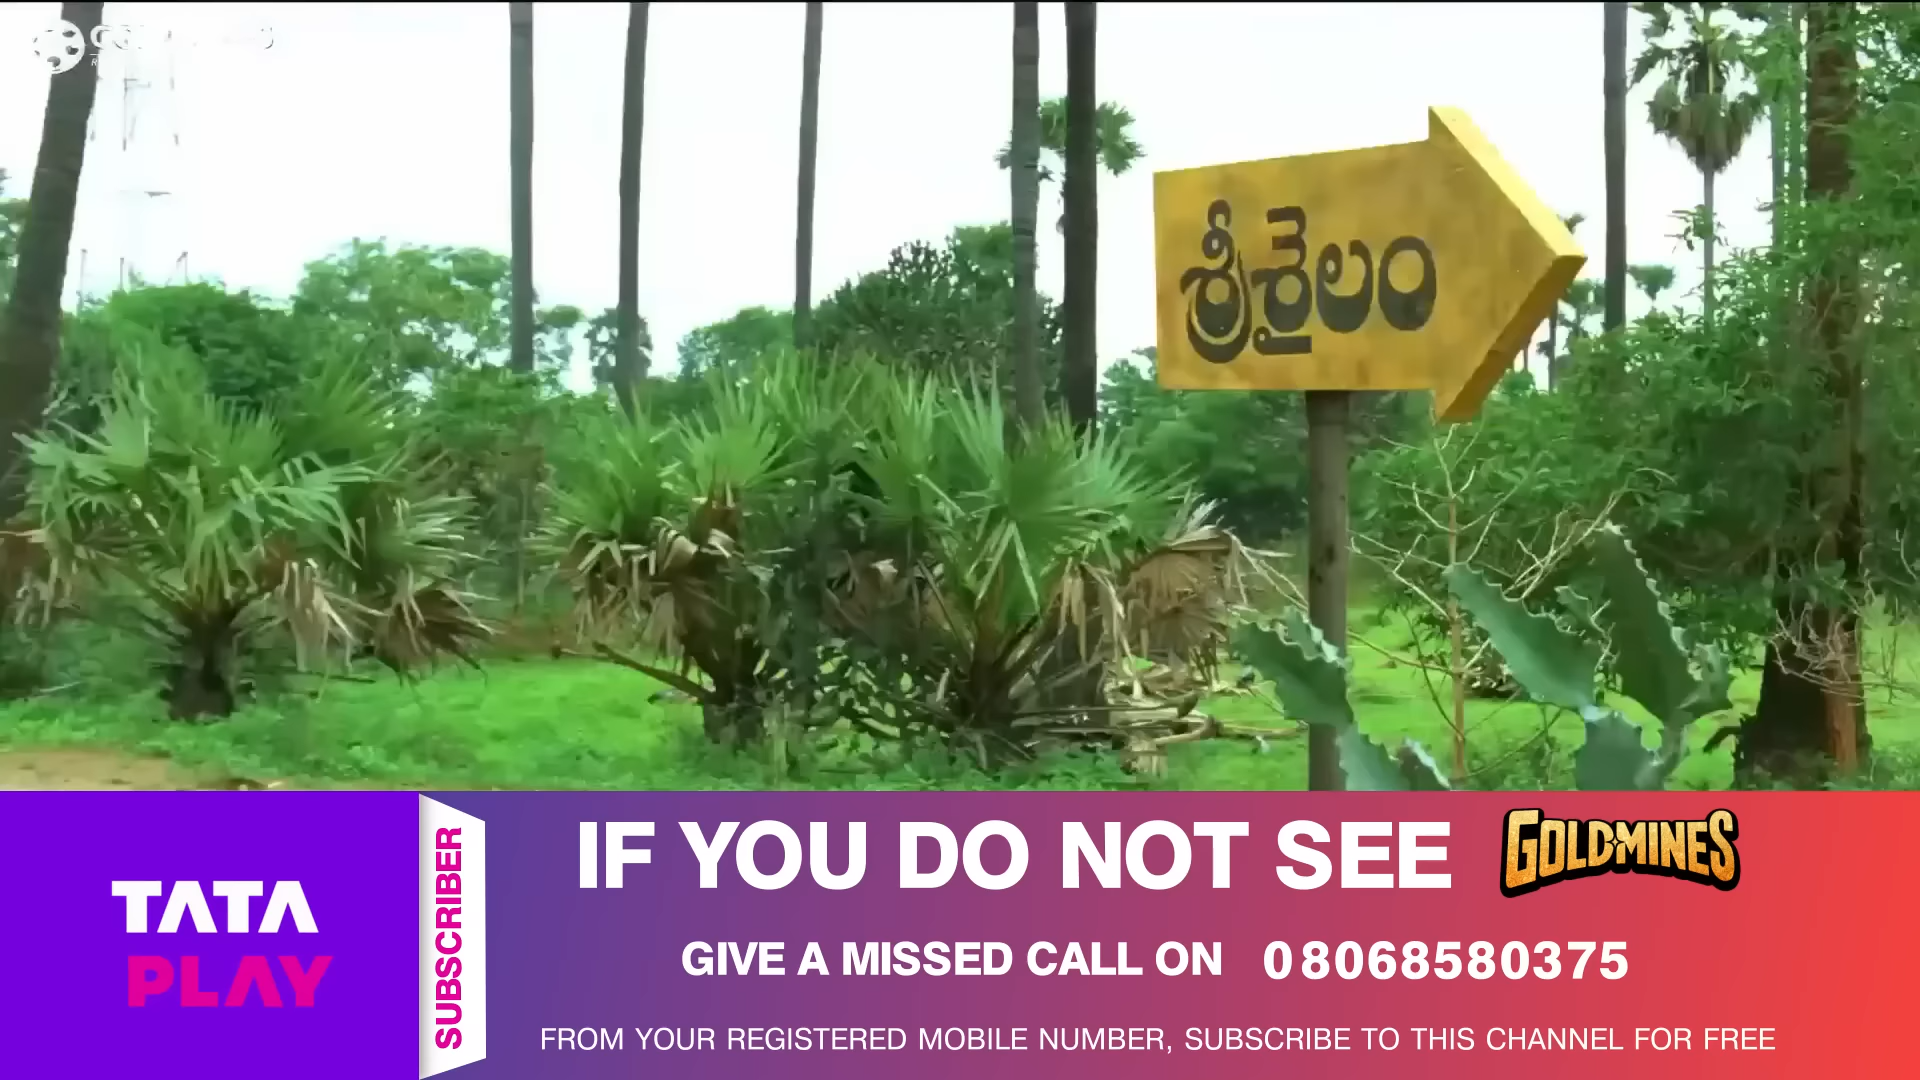 శ్రీశైలం
TATA
PLAY
SUBSCRIBER
IF YOU DO NOT SEE GOLDMINES
GIVE A MISSED CALL ON 08068580375
FROM YOUR REGISTERED MOBILE NUMBER, SUBSCRIBE TO THIS CHANNEL FOR FREE